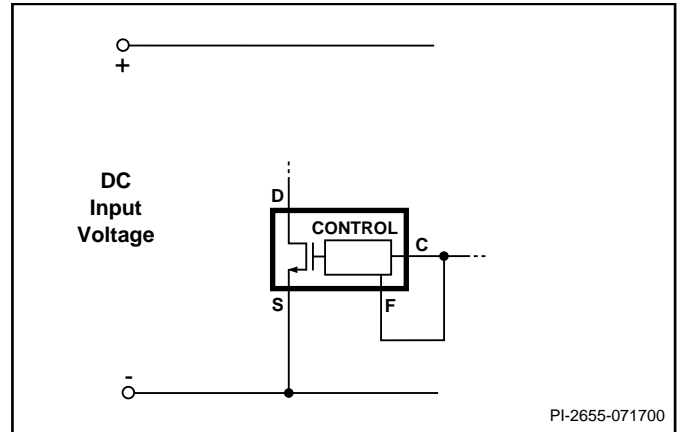 +
DC
Input
Voltage
D
CONTROL
C
S
F
-
PI-2655-071700